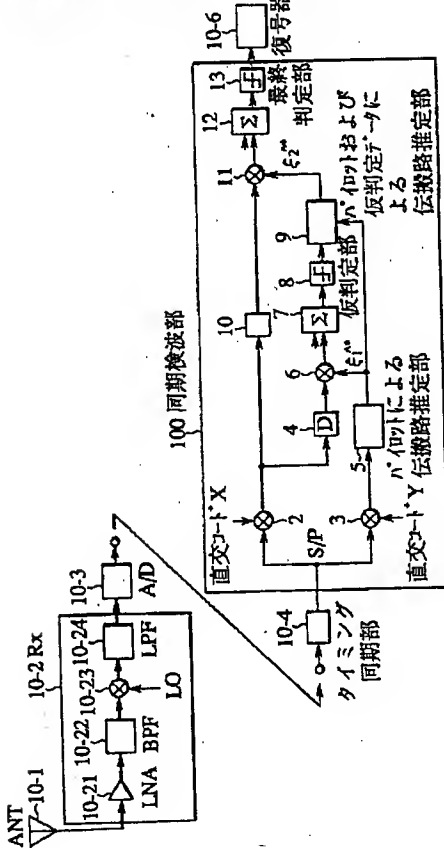 ANT
10-1
10-2 Rx
10-21
LNA
10-22
BPF
10-23
LO
10-24
LPF
10-3
A/D
10-4
タイミング
同期部
S/P
100 同期検波部
直交コード X
2
3
直交コード Y
4
D
5
パイロットによる
伝搬路推定部
6
ξ1**
7
Σ
8
仮判定部
9
パイロットおよび
仮判定データに
よる
伝搬路推定部
10
11
ξ2**
12
Σ
13
最終
判定部
10-6
復号器